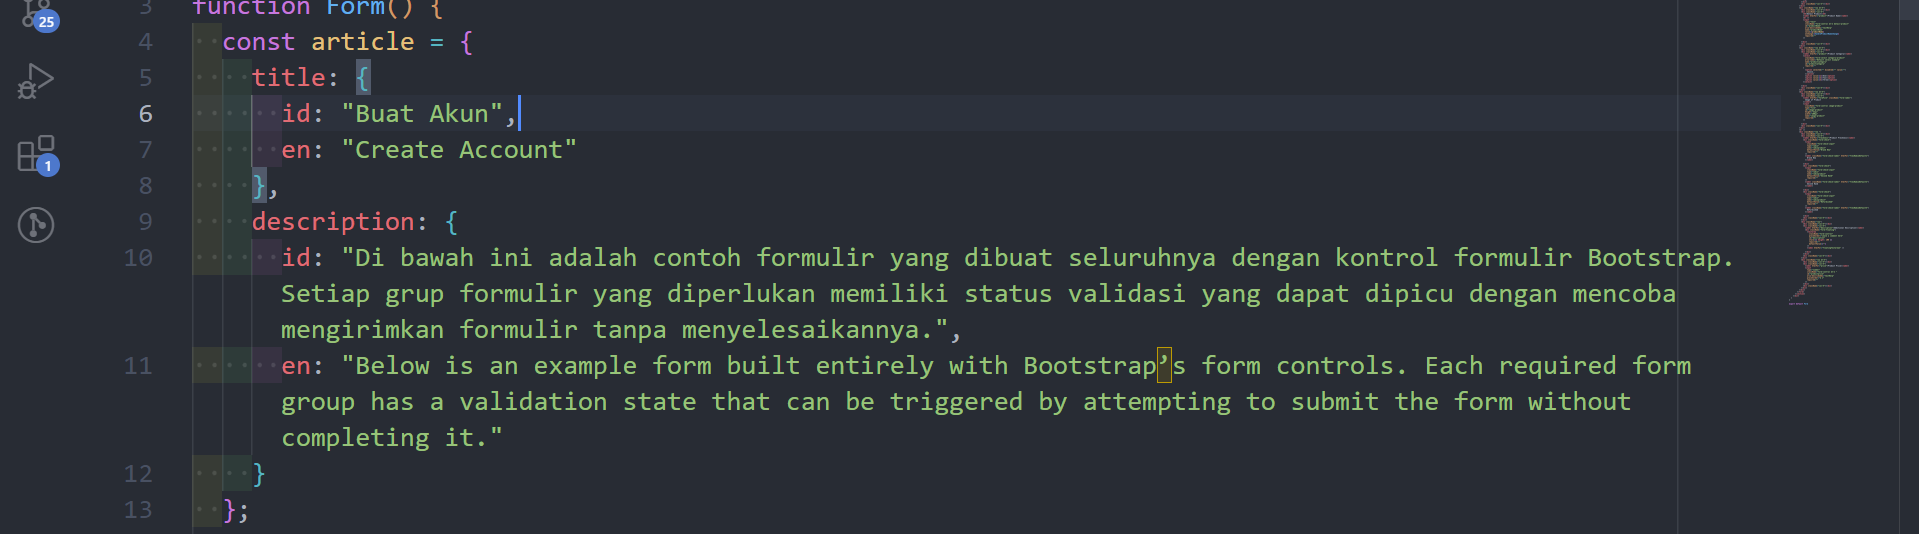 25
1
3 function Form() {
4 const article = {
5 title: {
6 id: "Buat Akun",
7 en: "Create Account"
8 },
9 description: {
10 id: "Di bawah ini adalah contoh formulir yang dibuat seluruhnya dengan kontrol formulir Bootstrap.
Setiap grup formulir yang diperlukan memiliki status validasi yang dapat dipicu dengan mencoba
mengirimkan formulir tanpa menyelesaikannya.",
11 en: "Below is an example form built entirely with Bootstrap’s form controls. Each required form
group has a validation state that can be triggered by attempting to submit the form without
completing it."
12 }
13 };